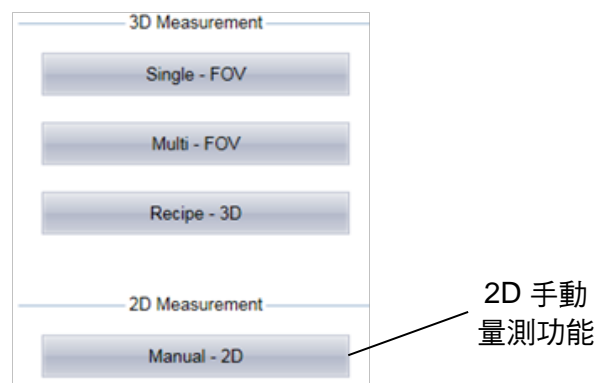 3D Measurement
Single - FOV
Multi - FOV
Recipe - 3D
2D Measurement
Manual - 2D
2D 手動
量測功能